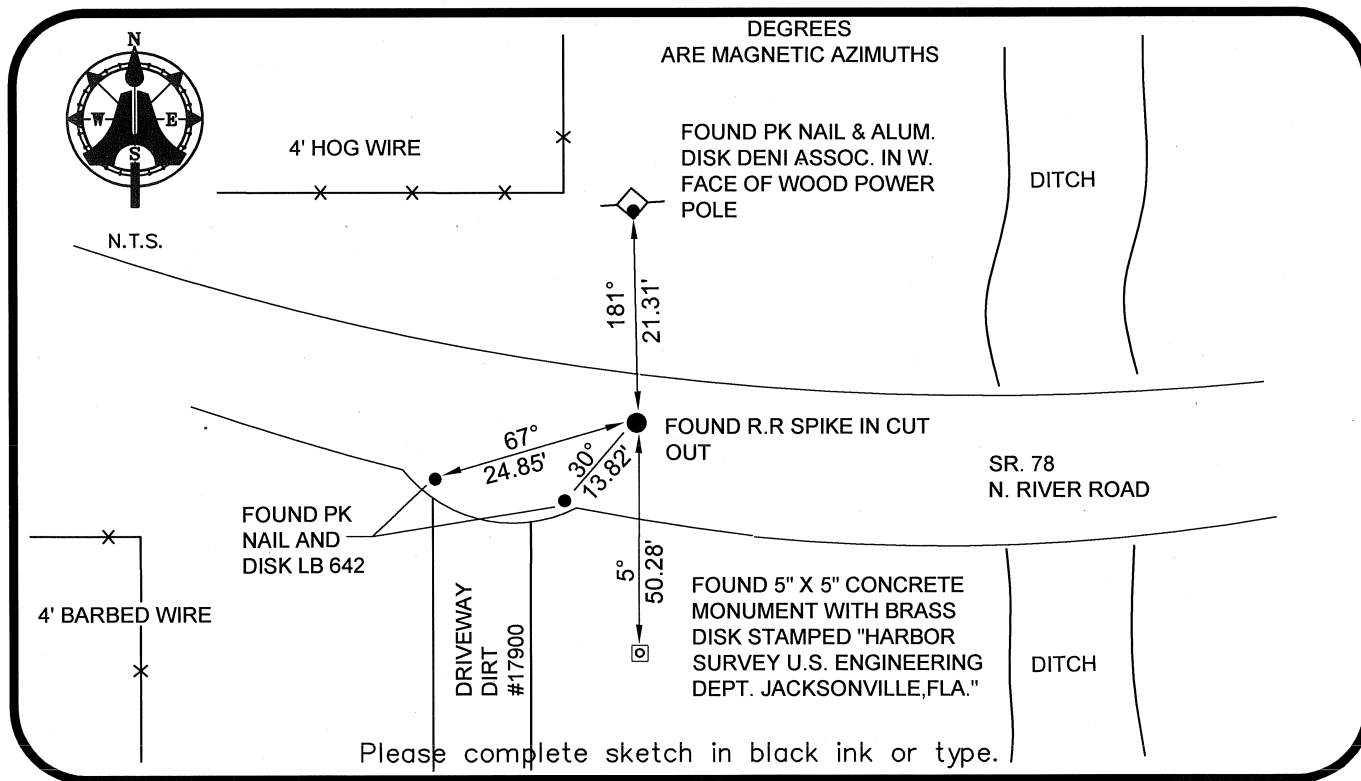 DEGREES
ARE MAGNETIC AZIMUTHS
N
W E
S
N.T.S.
4' HOG WIRE
FOUND PK NAIL & ALUM.
DISK DENI ASSOC. IN W.
FACE OF WOOD POWER
POLE
DITCH
181°
21.31'
67°
24.85'
30°
13.82'
FOUND R.R SPIKE IN CUT
OUT
SR. 78
N. RIVER ROAD
FOUND PK
NAIL AND
DISK LB 642
4' BARBED WIRE
DRIVEWAY
DIRT
#17900
5°
50.28'
FOUND 5" X 5" CONCRETE
MONUMENT WITH BRASS
DISK STAMPED "HARBOR
SURVEY U.S. ENGINEERING
DEPT. JACKSONVILLE,FLA."
DITCH
Please complete sketch in black ink or type.